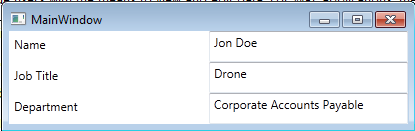 MainWindow
Name Jon Doe
Job Title Drone
Department Corporate Accounts Payable